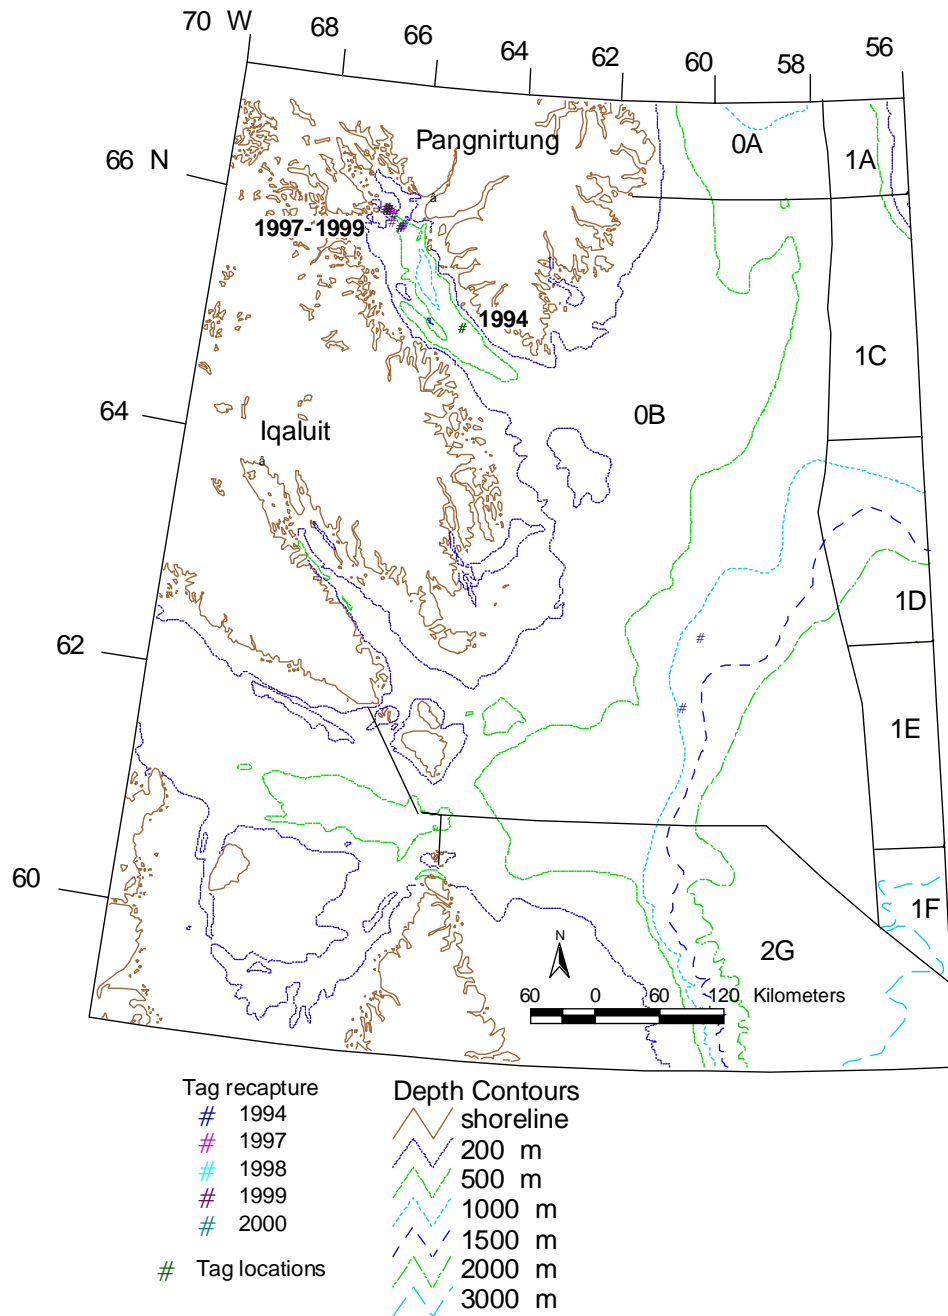 70 W
68
66
64
62
60
58
56
Pangnirtung
0A
1A
66 N
â
1997-1999
1994
#
1C
64
0B
Iqaluit
â
1D
#
62
#
1E
60
1F
2G
N
60 0 60 120 Kilometers
Tag recapture
# 1994
# 1997
# 1998
# 1999
# 2000
# Tag locations
Depth Contours
shoreline
200 m
500 m
1000 m
1500 m
2000 m
3000 m